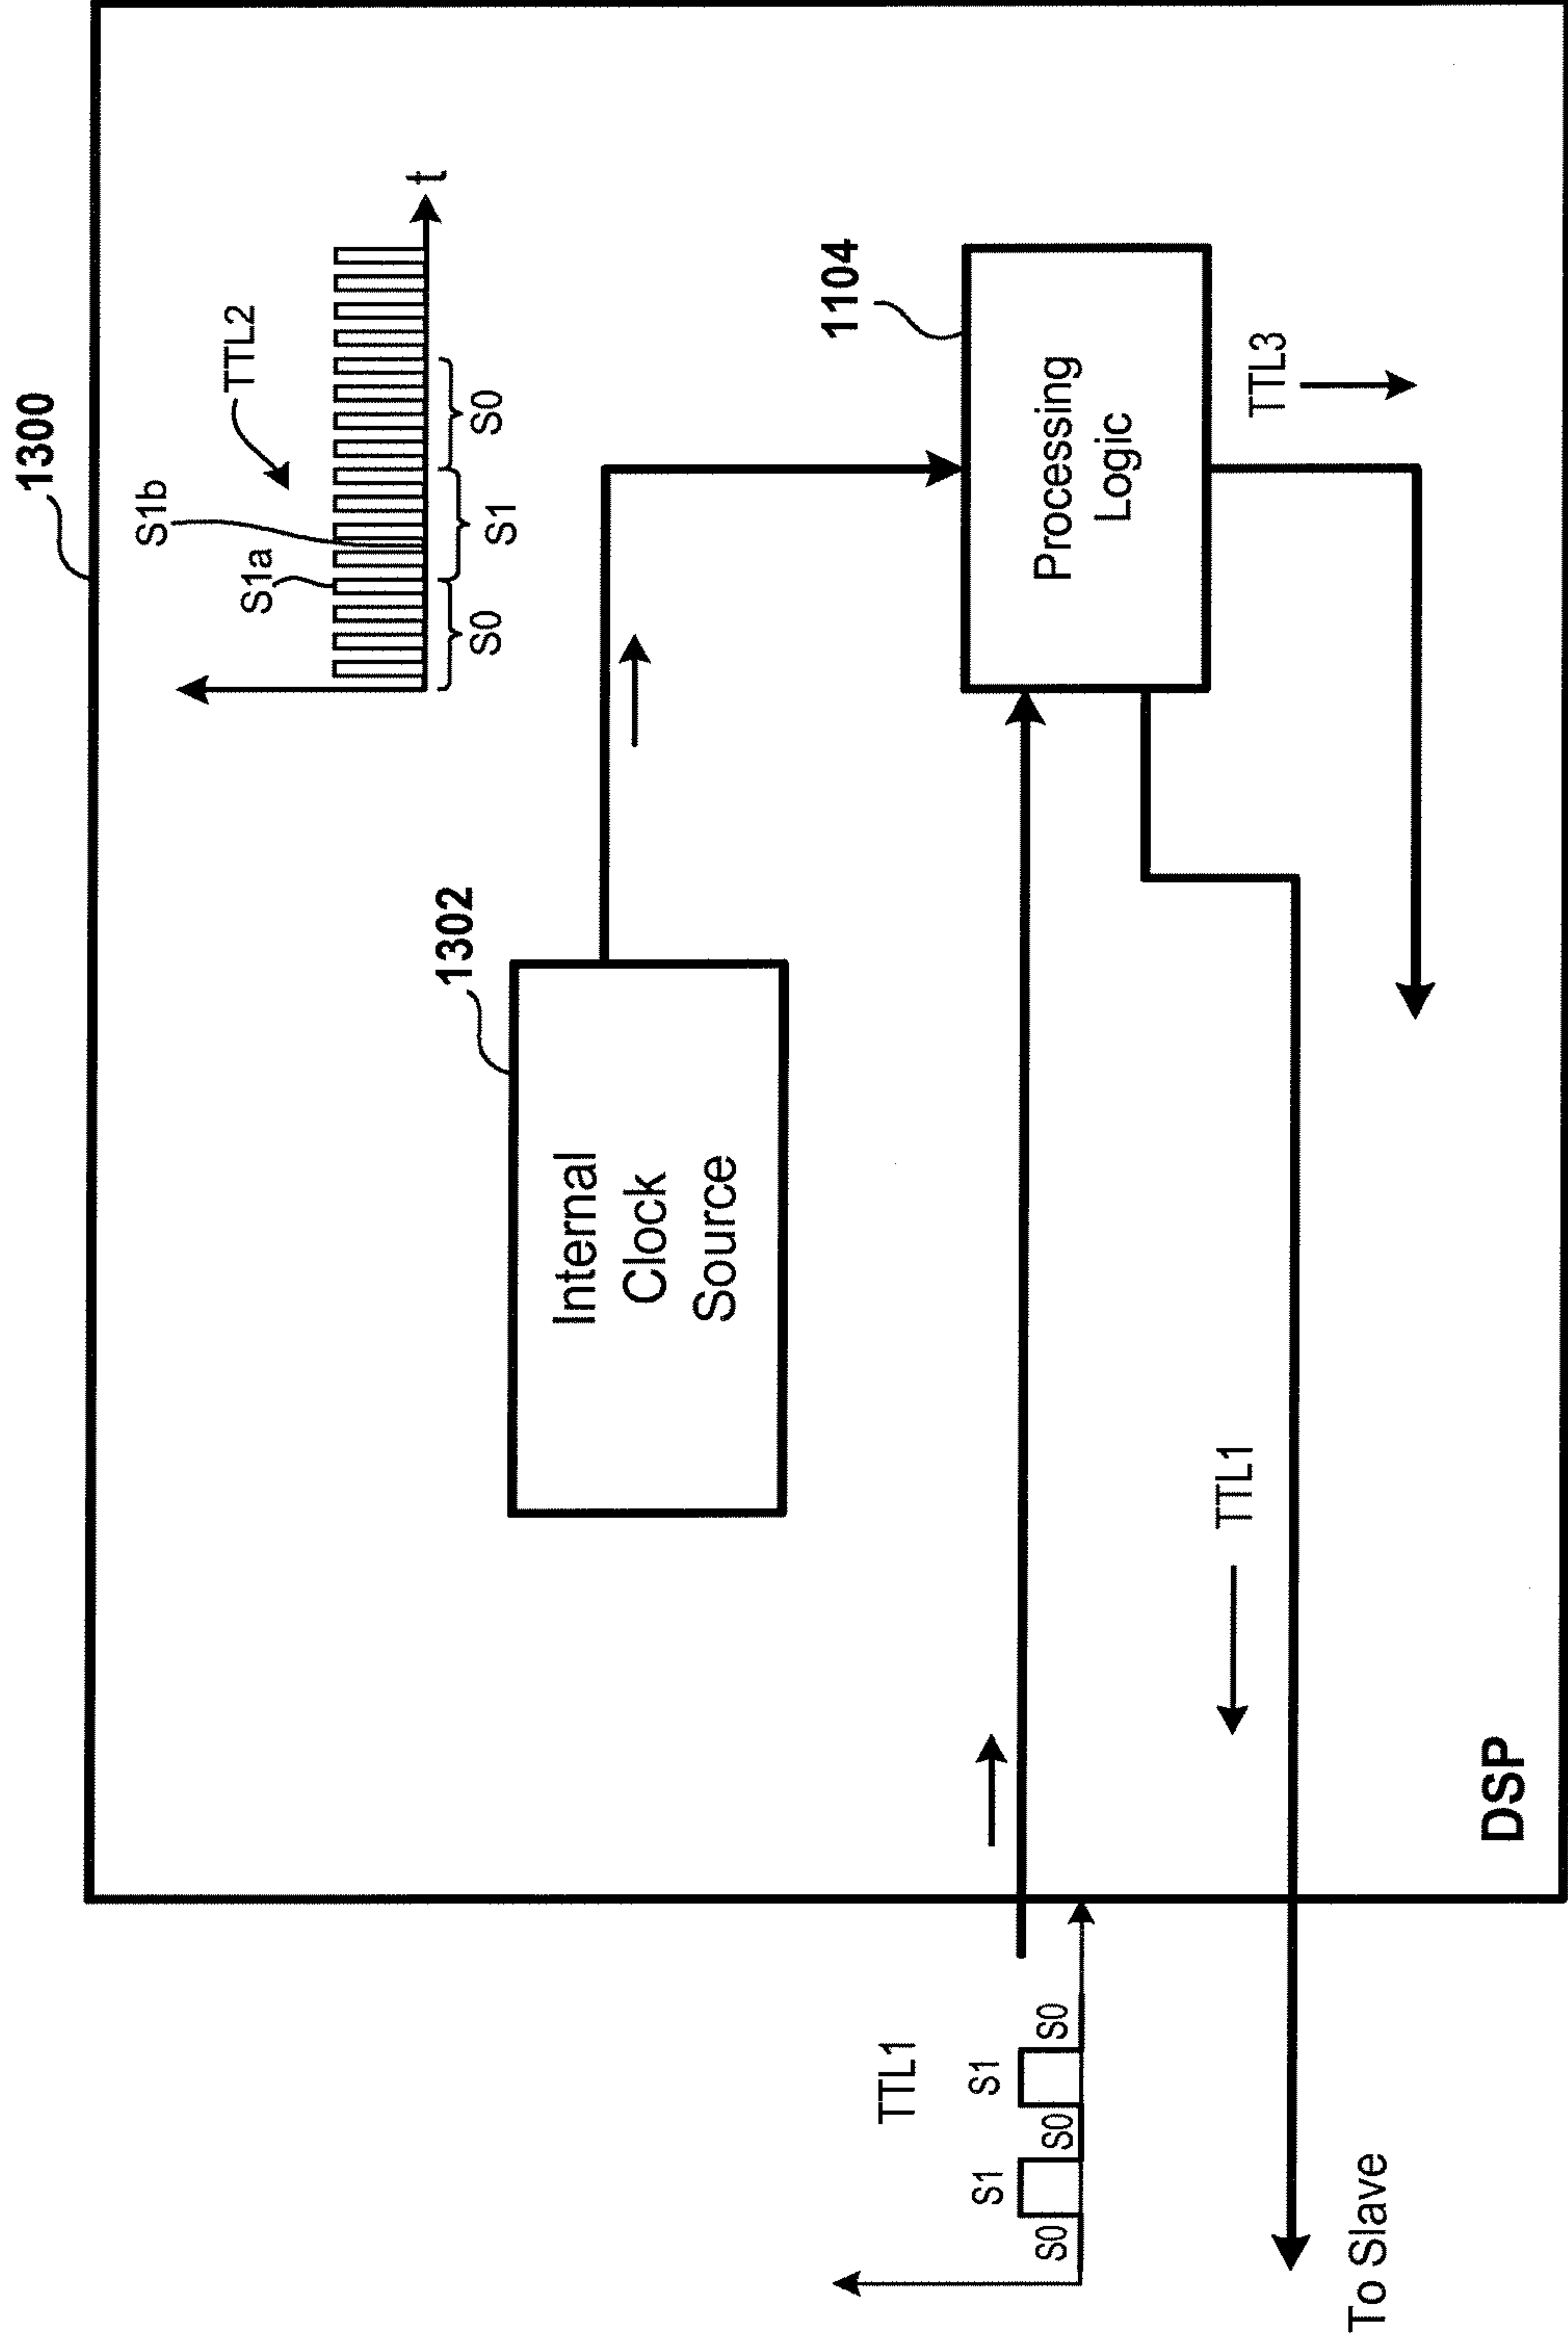 1300
TTL2
S1b
S1a
t
S0
S1
S0
1302
Internal
Clock
Source
1104
Processing
Logic
TTL3
TTL1
TTL1
S1
S1
S0
S0
S0
To Slave
DSP